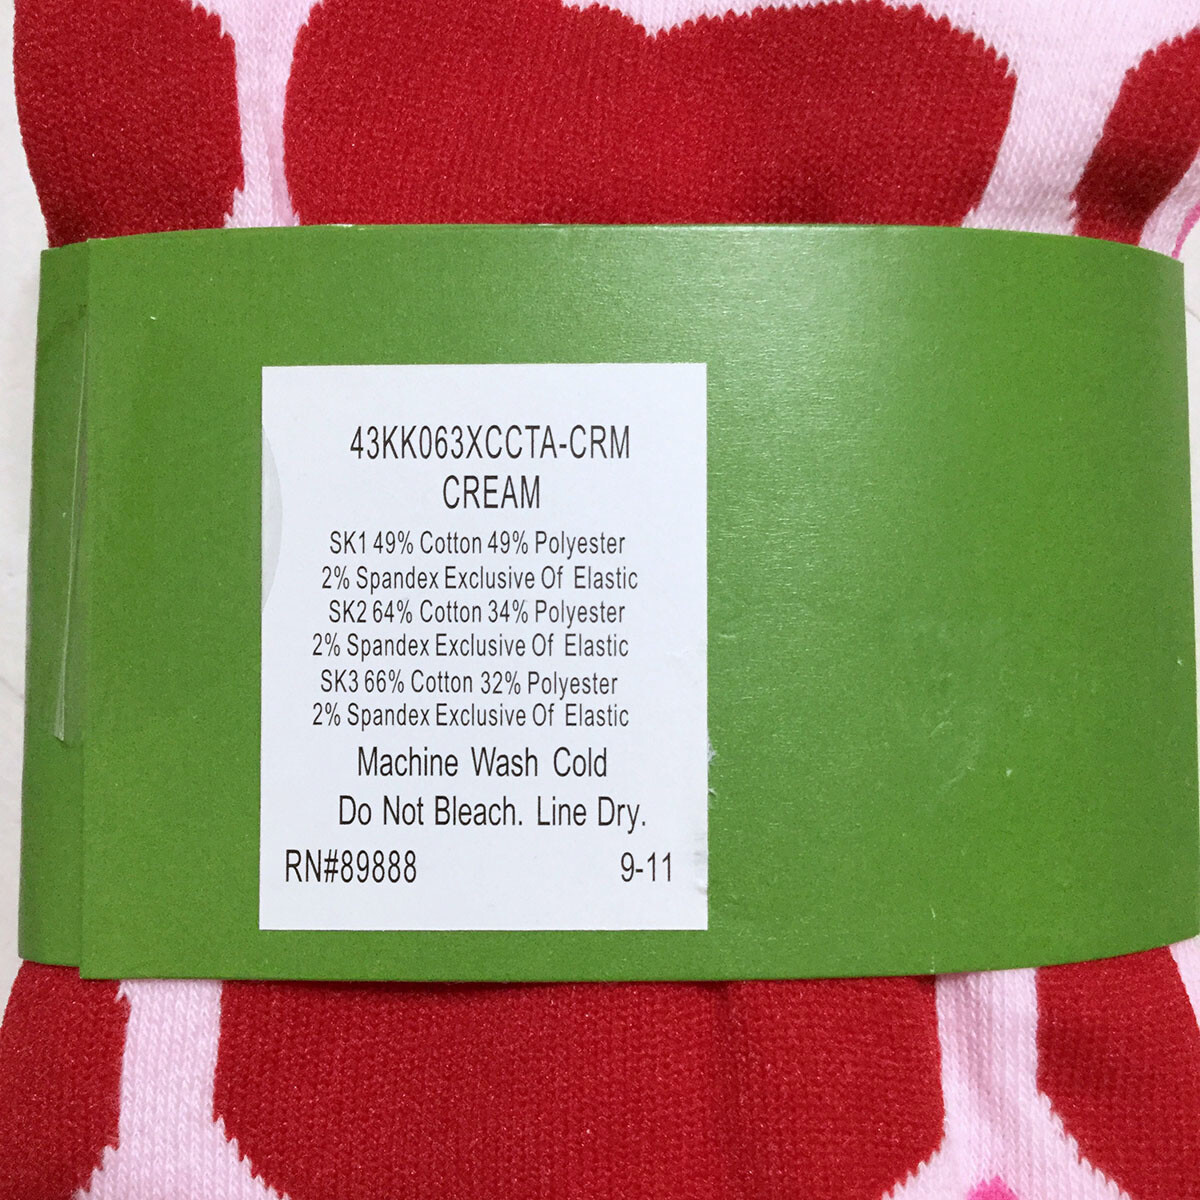 43KK063XCCTA-CRM
CREAM
SK1 49% Cotton 49% Polyester
2% Spandex Exclusive Of Elastic
SK2 64% Cotton 34% Polyester
2% Spandex Exclusive Of Elastic
SK3 66% Cotton 32% Polyester
2% Spandex Exclusive Of Elastic
Machine Wash Cold
Do Not Bleach. Line Dry.
RN#89888 9-11